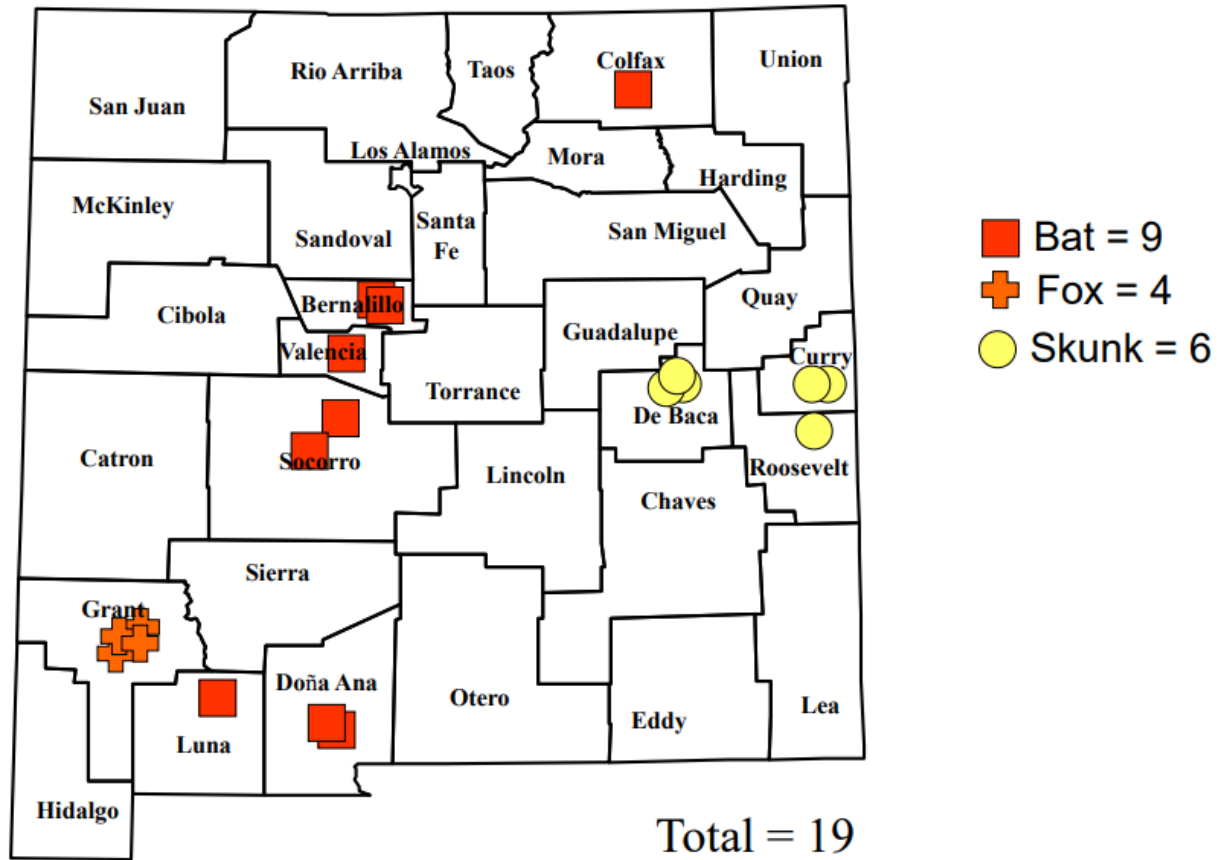 Colfax
Union
Rio Arriba
Taos
San Juan
Los Alamos
Mora
Harding
McKinley
Santa
Fe
San Miguel
Sandoval
Bat = 9
Fox = 4
Skunk = 6
Bernalillo
Quay
Cibola
Guadalupe
Valencia
Curry
Torrance
De Baca
Catron
Socorro
Lincoln
Roosevelt
Chaves
Sierra
Grant
Doña Ana
Otero
Lea
Eddy
Luna
Hidalgo
Total = 19